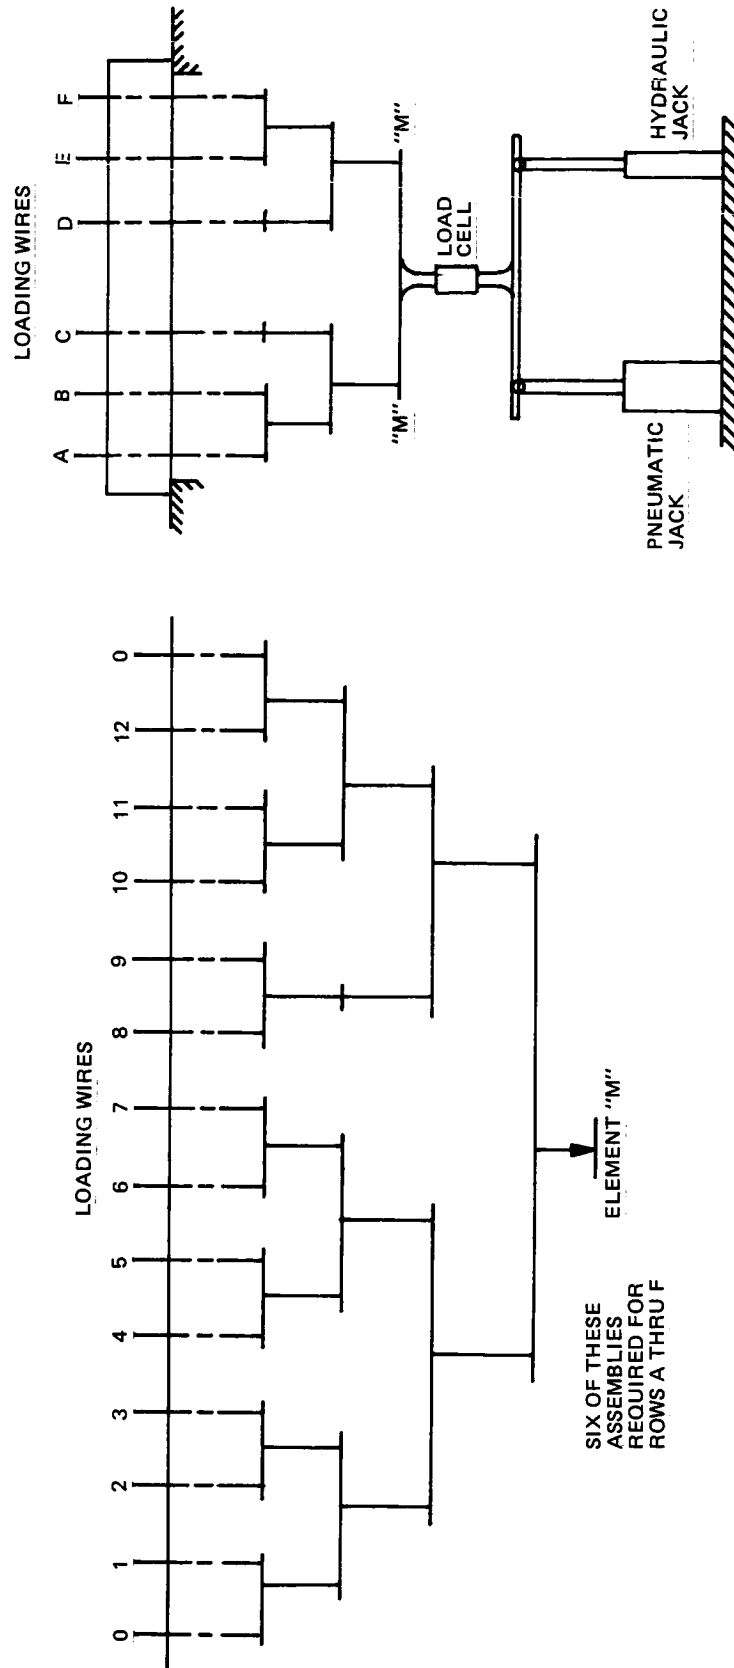 LOADING WIRES
0 1 2 3 4 5 6 7 8 9 10 11 12 0
ELEMENT "M"
SIX OF THESE
ASSEMBLIES
REQUIRED FOR
ROWS A THRU F
LOADING WIRES
A B C D E F
"M" "M"
LOAD
CELL
PNEUMATIC
JACK
HYDRAULIC
JACK